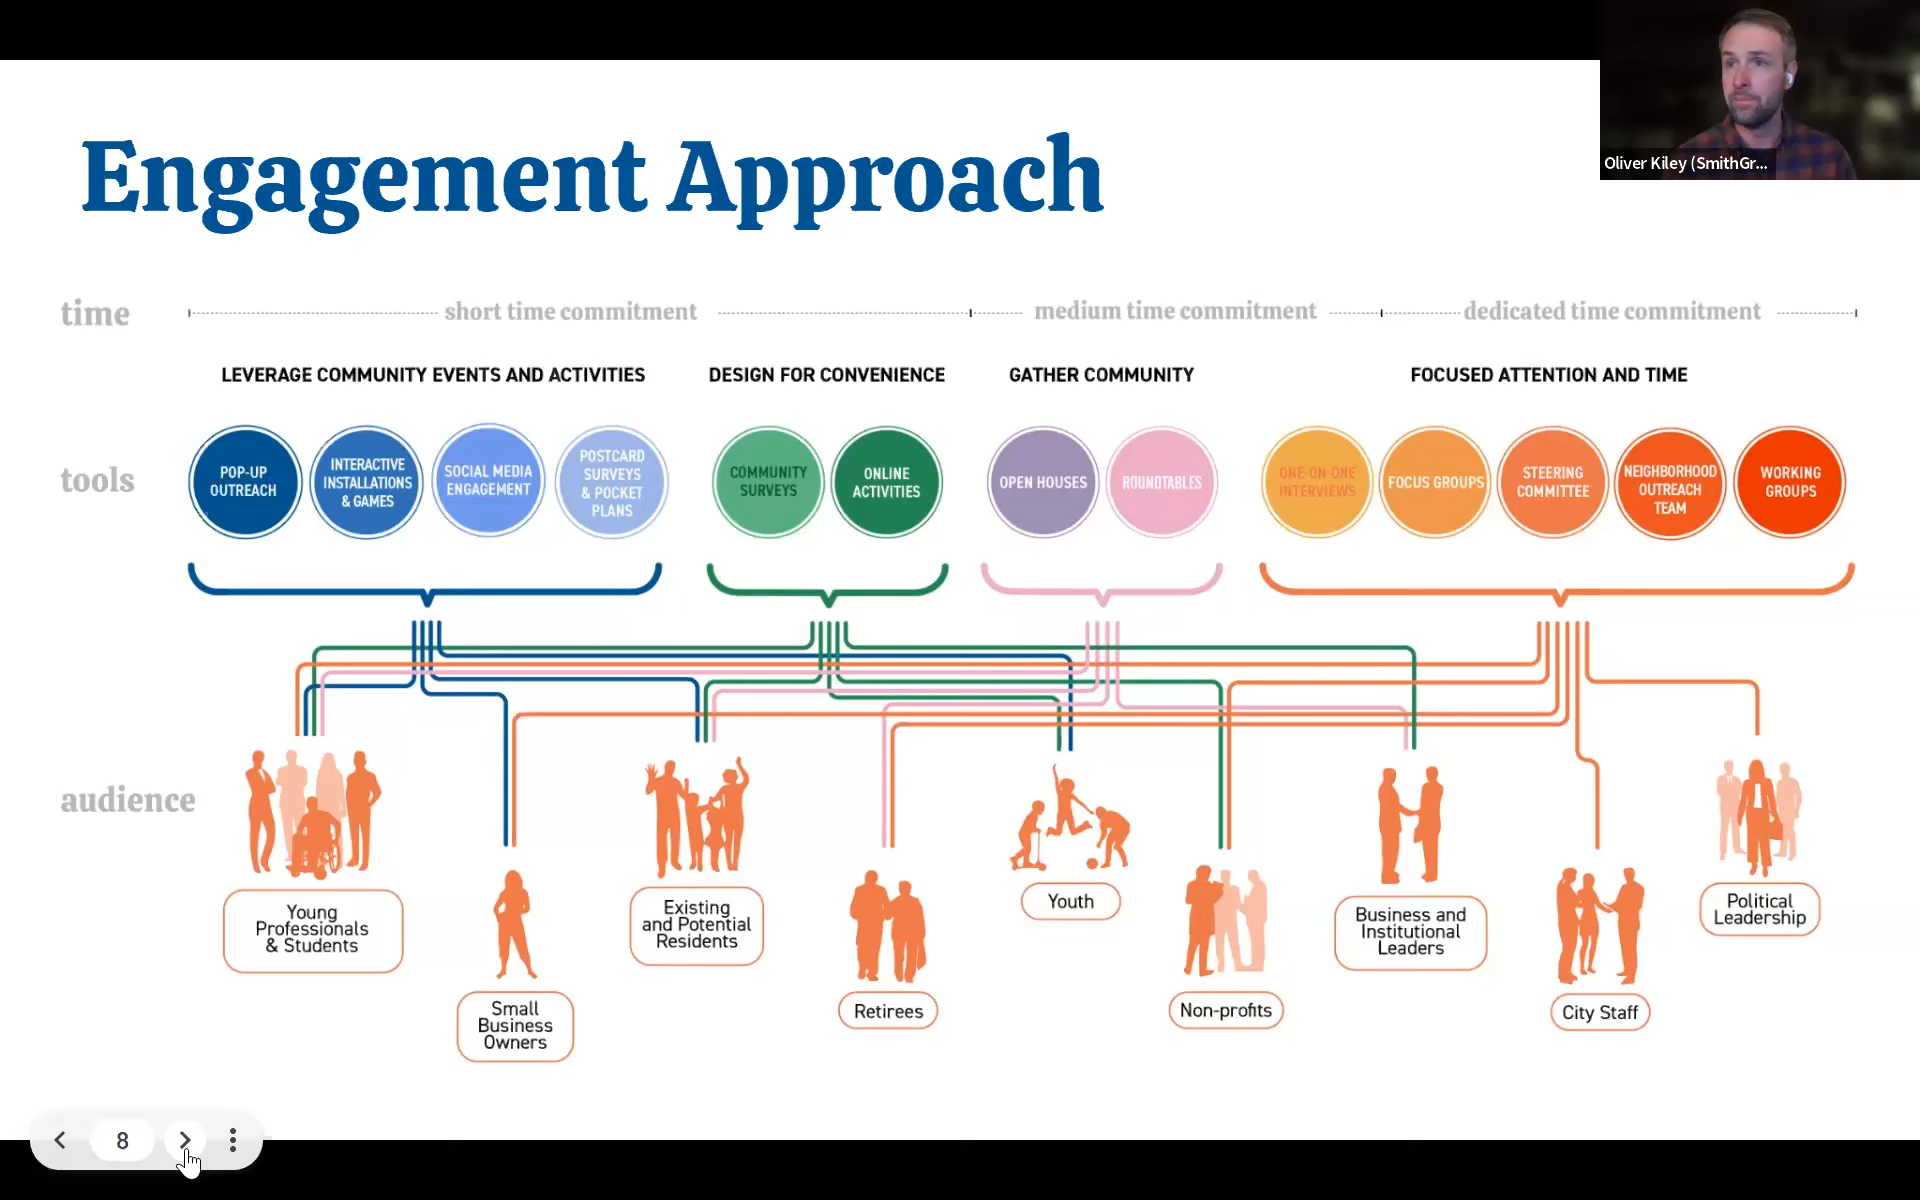 Engagement Approach
Oliver Kiley (SmithGr...
time
short time commitment
medium time commitment
dedicated time commitment
LEVERAGE COMMUNITY EVENTS AND ACTIVITIES
DESIGN FOR CONVENIENCE
GATHER COMMUNITY
FOCUSED ATTENTION AND TIME
tools
POP-UP
OUTREACH
INTERACTIVE
INSTALLATIONS
& GAMES
SOCIAL MEDIA
ENGAGEMENT
POSTCARD
SURVEYS
& POCKET
PLANS
COMMUNITY
SURVEYS
ONLINE
ACTIVITIES
OPEN HOUSES
ROUNDTABLES
ONE-ON-ONE
INTERVIEWS
FOCUS GROUPS
STEERING
COMMITTEE
NEIGHBORHOOD
OUTREACH
TEAM
WORKING
GROUPS
audience
Young
Professionals
& Students
Small
Business
Owners
Existing
and Potential
Residents
Retirees
Youth
Non-profits
Business and
Institutional
Leaders
City Staff
Political
Leadership
8